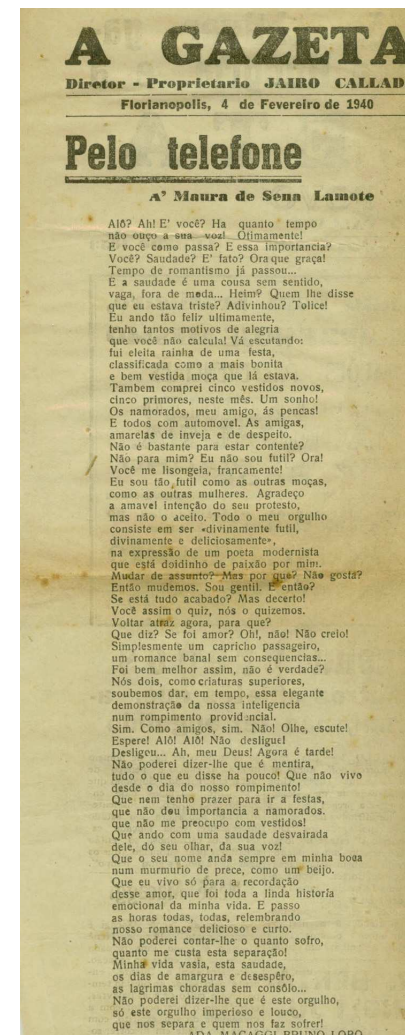 A GAZETA
Diretor - Proprietario JAIRO CALLAD
Florianopolis, 4 de Fevereiro de 1940
Pelo telefone
A' Maura de Sena Lamote
Alô? Ah! E' você? Ha quanto tempo
não ouço a sua voz! Otimamente!
E você como passa? E essa importancia?
Você? Saudade? E' fato? Ora que graça!
Tempo de romantismo já passou...
E a saudade é uma cousa sem sentido,
vaga, fora de moda... Heim? Quem lhe disse
que eu estava triste? Adivinhou? Tolice!
Eu ando tão feliz ultimamente,
tenho tantos motivos de alegria
que você não calcula! Vá escutando:
fui eleita rainha de uma festa,
classificada como a mais bonita
e bem vestida moça que lá estava.
Tambem comprei cinco vestidos novos,
cinco primores, neste mês. Um sonho!
Os namorados, meu amigo, ás pencas!
E todos com automovel. As amigas,
amarelas de inveja e de despeito.
Não é bastante para estar contente?
Não para mim? Eu não sou futil? Ora!
Você me lisongeia, francamente!
Eu sou tão futil como as outras moças,
como as outras mulheres. Agradeço
a amavel intenção do seu protesto,
mas não o aceito. Todo o meu orgulho
consiste em ser «divinamente futil,
divinamente e deliciosamente»,
na expressão de um poeta modernista
que está doidinho de paixão por mim.
Mudar de assunto? Mas por que? Não gosta?
Então mudemos. Sou gentil. E então?
Se está tudo acabado? Mas decerto!
Você assim o quiz, nós o quizemos.
Voltar atraz agora, para que?
Que diz? Se foi amor? Oh!, não! Não creio!
Simplesmente um capricho passageiro,
um romance banal sem consequencias...
Foi bem melhor assim, não é verdade?
Nós dois, como criaturas superiores,
soubemos dar, em tempo, essa elegante
demonstração da nossa inteligencia
num rompimento providencial.
Sim. Como amigos, sim. Não! Olhe, escute!
Espere! Alô! Alô! Não desligue!
Desligou... Ah, meu Deus! Agora é tarde!
Não poderei dizer-lhe que é mentira,
tudo o que eu disse ha pouco! Que não vivo
desde o dia do nosso rompimento!
Que nem tenho prazer para ir a festas,
que não dou importancia a namorados.
que não me preocupo com vestidos!
Que ando com uma saudade desvairada
dele, do seu olhar, da sua voz!
Que o seu nome anda sempre em minha boca
num murmurio de prece, como um beijo.
Que eu vivo só para a recordação
desse amor, que foi toda a linda historia
emocional da minha vida. E passo
as horas todas, todas, relembrando
nosso romance delicioso e curto.
Não poderei contar-lhe o quanto sofro,
quanto me custa esta separação!
Minha vida vasia, esta saudade,
os dias de amargura e desespêro,
as lagrimas choradas sem consôlo...
Não poderei dizer-lhe que é este orgulho,
só este orgulho imperioso e louco,
que nos separa e quem nos faz sofrer!
ADA MACAGGI BRUNO LOBO